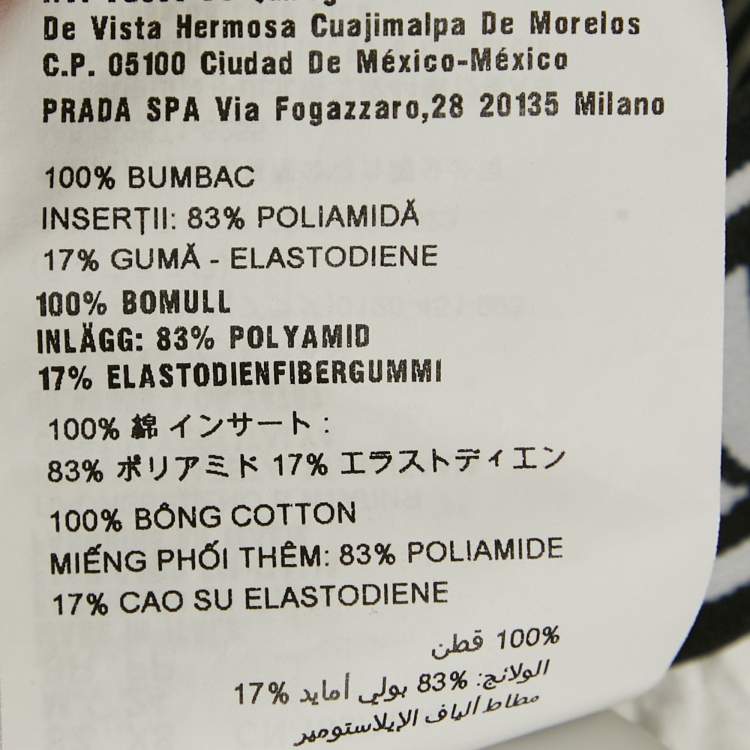 De Vista Hermosa Cuajimalpa De Morelos
C.P. 05100 Ciudad De México-México
PRADA SPA Via Fogazzaro,28 20135 Milano
100% BUMBAC
INSERŢII: 83% POLIAMIDĂ
17% GUMĂ - ELASTODIENE
100% BOMULL
INLÄGG: 83% POLYAMID
17% ELASTODIENFIBERGUMMI
100% 綿 インサート :
83% ポリアミド 17% エラストディエン
100% BÔNG COTTON
MIẾNG PHỐI THÊM: 83% POLIAMIDE
17% CAO SU ELASTODIENE
100% قطن
الولائج: 83% بولي أمايد 17%
مطاط ألياف الإيلاستومير